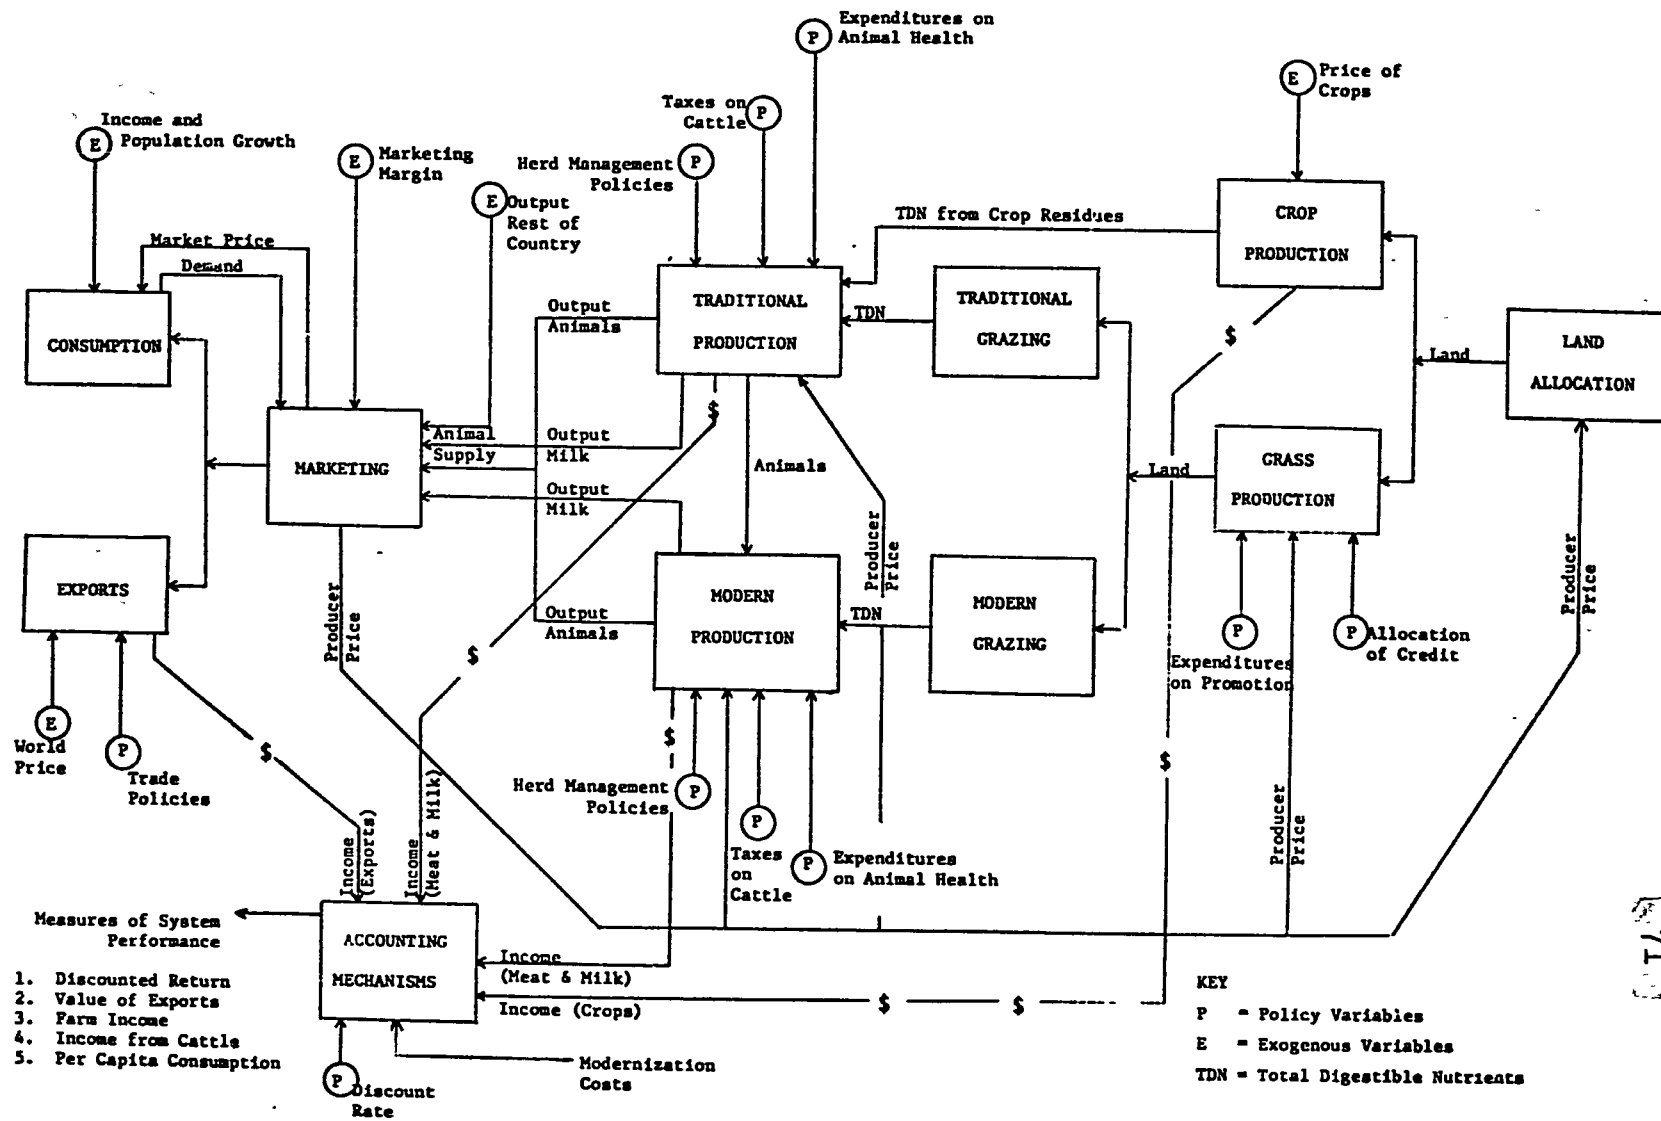 Expenditures on
Animal Health
P
Price of
Crops
E
Taxes on
Cattle
P
Income and
Population Growth
E
Marketing
Margin
E
Herd Management
Policies
P
E
Output
Rest of
Country
TDN from Crop Residues
CROP
PRODUCTION
Market Price
Demand
CONSUMPTION
Output
Animals
TRADITIONAL
PRODUCTION
TDN
TRADITIONAL
GRAZING
$
Land
LAND
ALLOCATION
$
MARKETING
Animal
Supply
Output
Milk
Output
Milk
Animals
Land
GRASS
PRODUCTION
Producer
Price
EXPORTS
Producer
Price
Output
Animals
MODERN
PRODUCTION
TDN
MODERN
GRAZING
Producer
Price
P
Expenditures
on Promotion
P
Allocation
of Credit
$
E
World
Price
P
Trade
Policies
$
$
$
Herd Management
Policies
P
P
Taxes
on
Cattle
P
Expenditures
on Animal Health
Producer
Price
Income
(Exports)
Income
(Meat & Milk)
Measures of System
Performance
ACCOUNTING
MECHANISMS
Income
(Meat & Milk)
Income (Crops)
$
$
1. Discounted Return
2. Value of Exports
3. Farm Income
4. Income from Cattle
5. Per Capita Consumption
P
Discount
Rate
Modernization
Costs
KEY
P = Policy Variables
E = Exogenous Variables
TDN = Total Digestible Nutrients
71